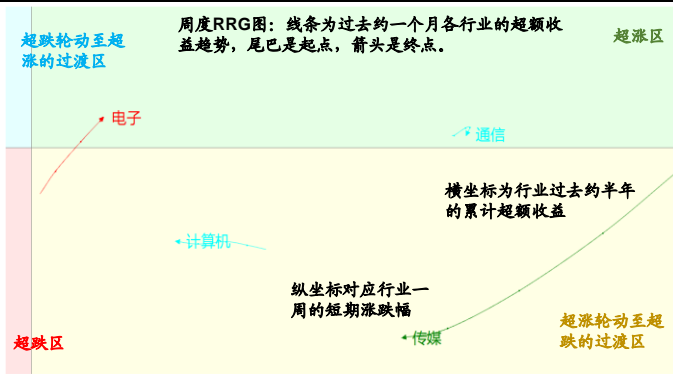 周度RRG图：线条为过去约一个月各行业的超额收
益趋势，尾巴是起点，箭头是终点。
超跌轮动至超
涨的过渡区
超涨区
电子
通信
横坐标为行业过去约半年
的累计超额收益
计算机
纵坐标对应行业一
周的短期涨跌幅
超涨轮动至超
跌的过渡区
传媒
超跌区